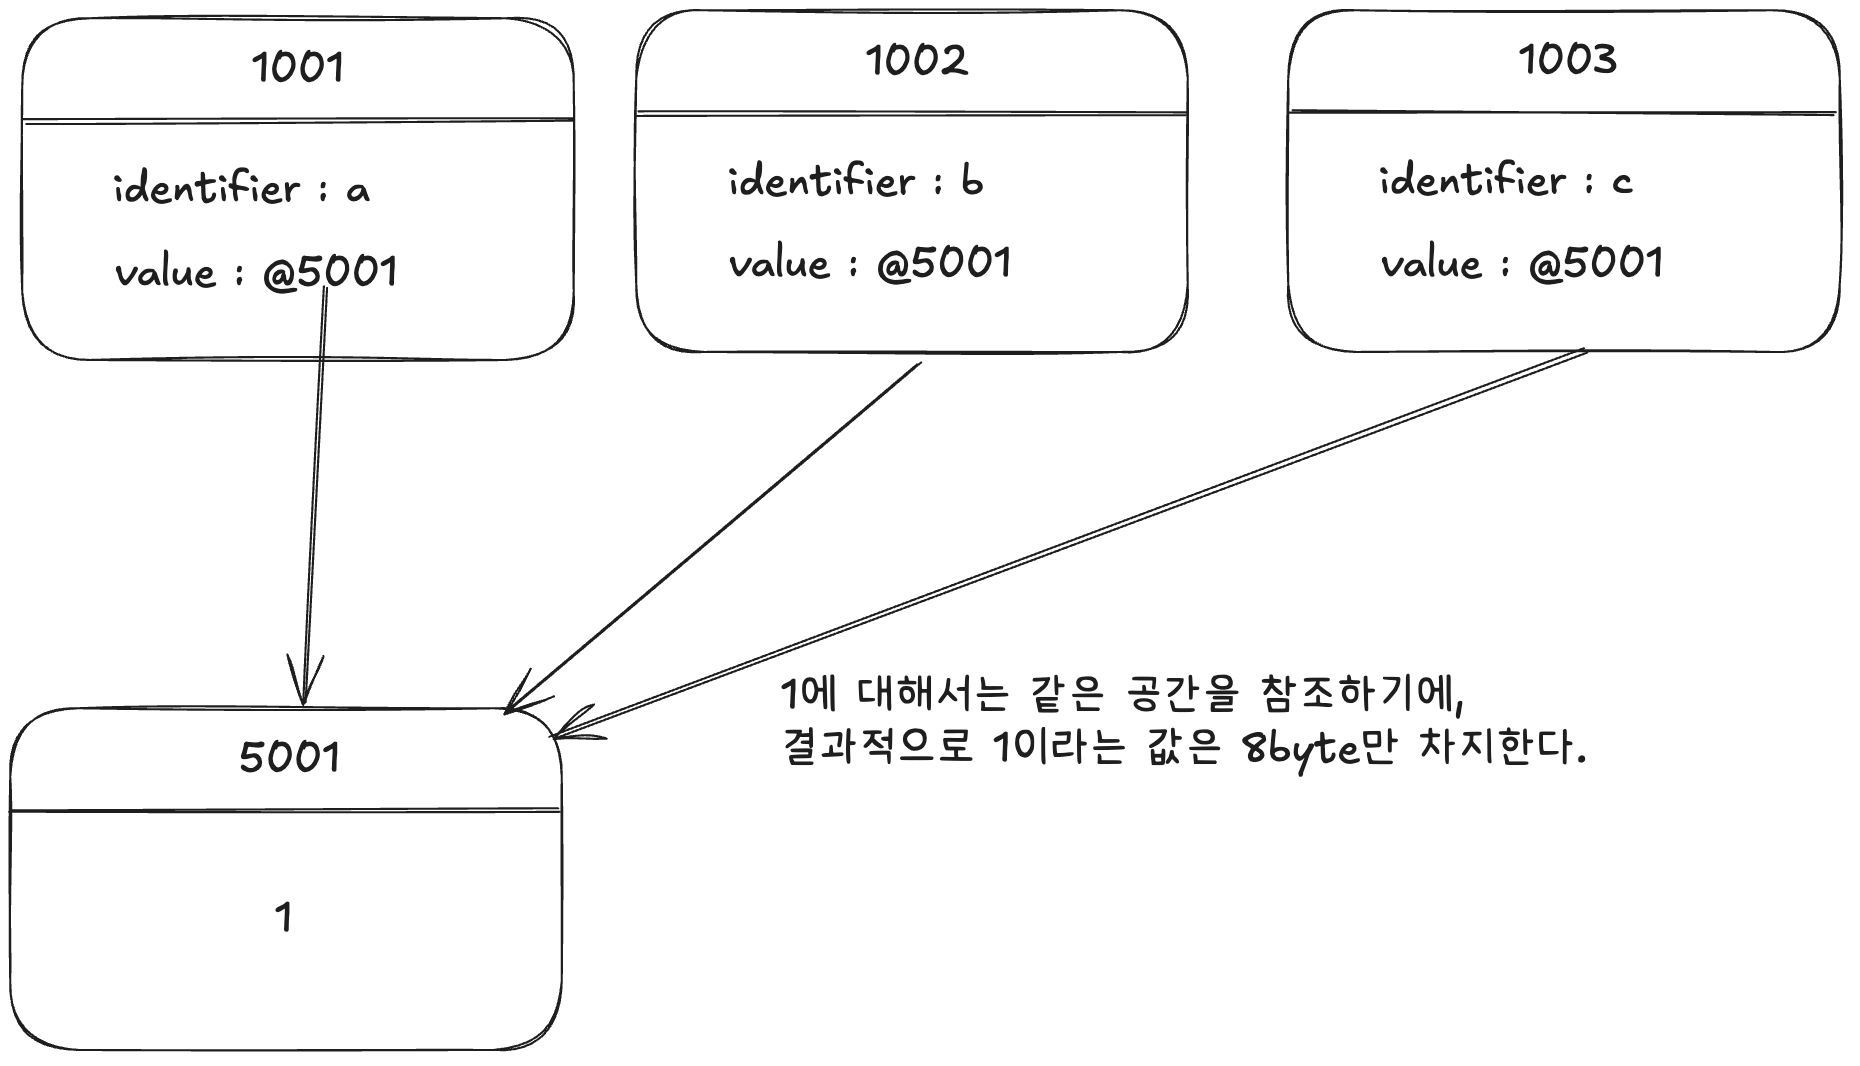 1001
identifier : a
value : @5001
1002
identifier : b
value : @5001
1003
identifier : c
value : @5001
1에 대해서는 같은 공간을 참조하기에,
결과적으로 1이라는 값은 8byte만 차지한다.
5001
1